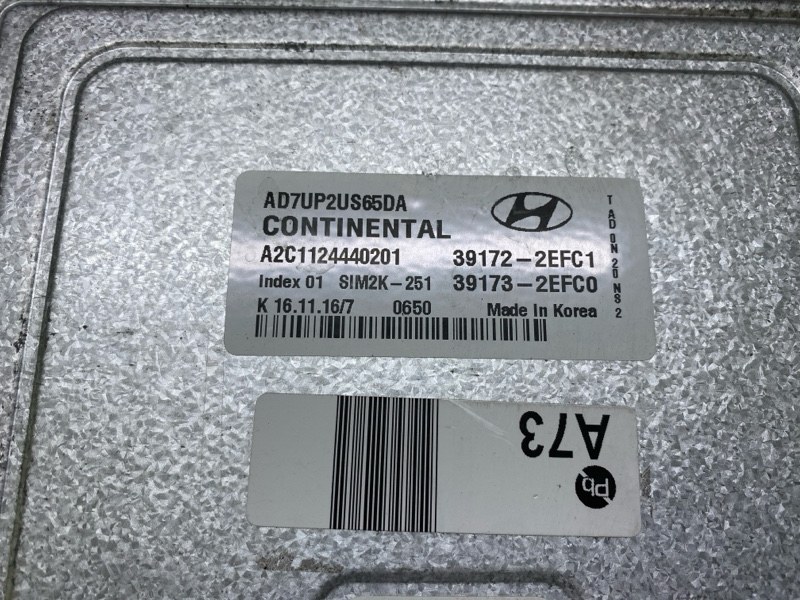 AD7UP2US65DA
CONTINENTAL
A2C1124440201 39172-2EFC1
Index 01 SIM2K-251 39173-2EFC0
K 16.11.16/7 0650 Made In Korea
TAD0N20NS2
A73
Pb